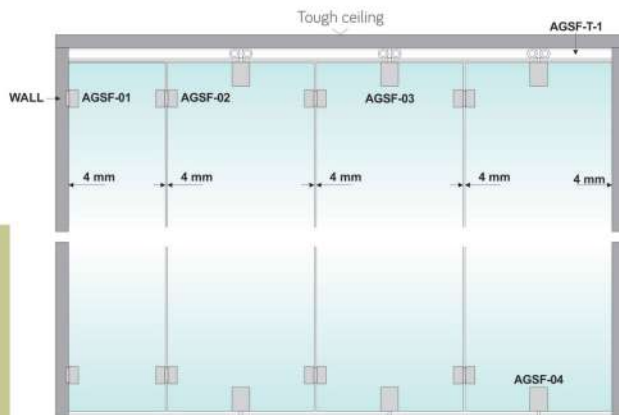 Tough ceiling
AGSF-T-1
WALL AGSF-01 AGSF-02 AGSF-03
4 mm 4 mm 4 mm 4 mm 4 mm
AGSF-04